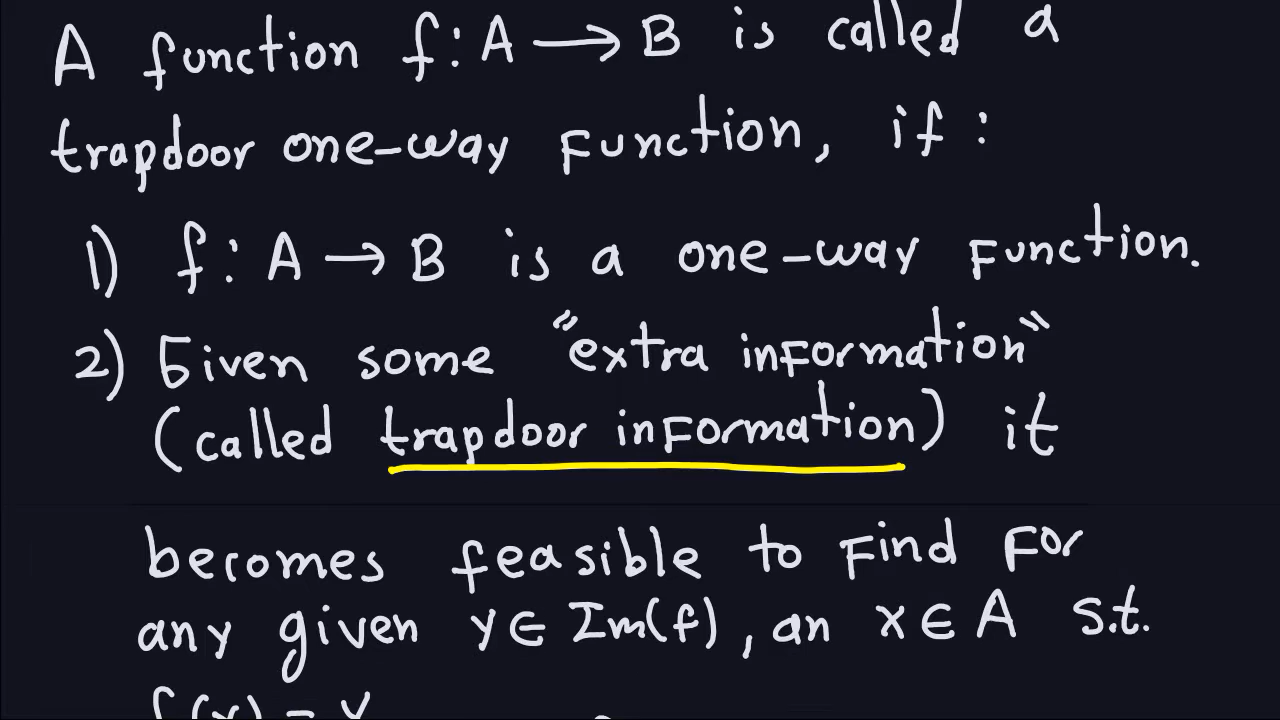 A function f: A → B is called a
trapdoor one-way function, if :
1) f: A → B is a one-way function.
2) Given some "extra information"
(called trapdoor information) it
becomes feasible to find for
any given y ∈ Im(f), an x ∈ A s.t.
f(x) = y